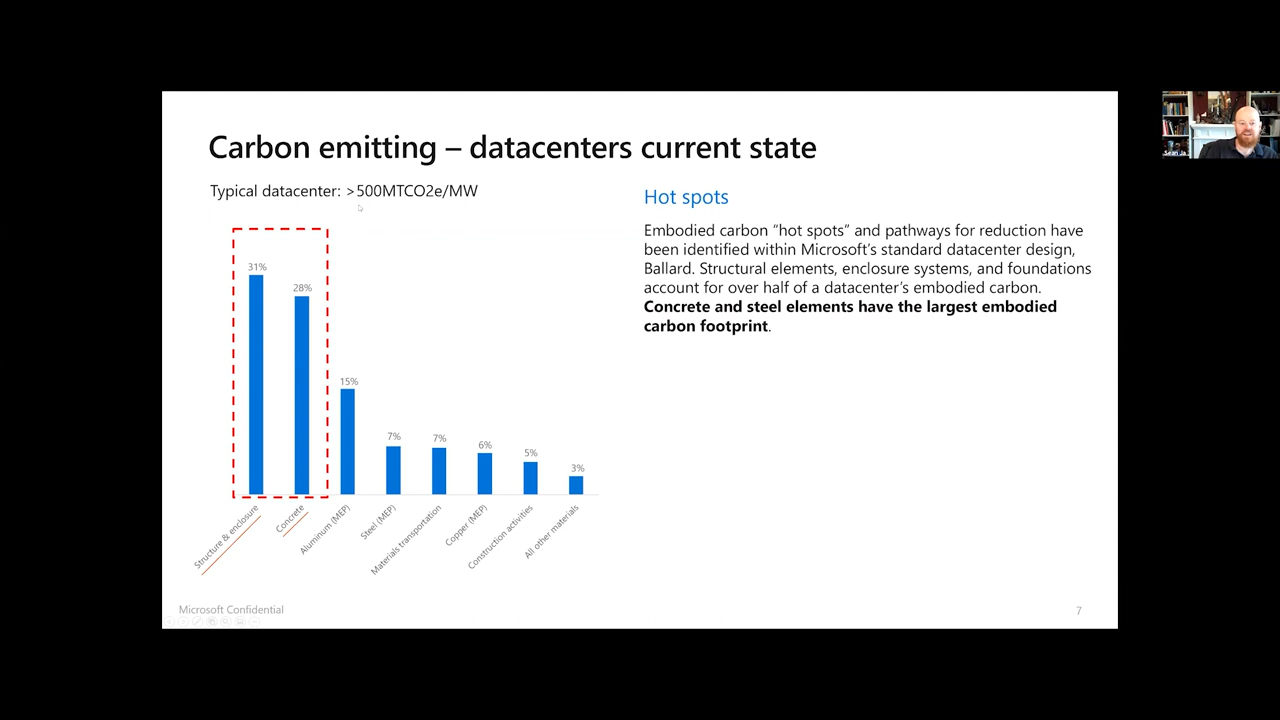 Carbon emitting – datacenters current state
Typical datacenter: >500MTCO2e/MW
31%
28%
15%
7%
7%
6%
5%
3%
Structure & enclosure
Concrete
Aluminum (MEP)
Steel (MEP)
Materials transportation
Copper (MEP)
Construction activities
All other materials
Hot spots
Embodied carbon “hot spots” and pathways for reduction have
been identified within Microsoft’s standard datacenter design,
Ballard. Structural elements, enclosure systems, and foundations
account for over half of a datacenter’s embodied carbon.
Concrete and steel elements have the largest embodied
carbon footprint.
Microsoft Confidential
7
Sean Ja